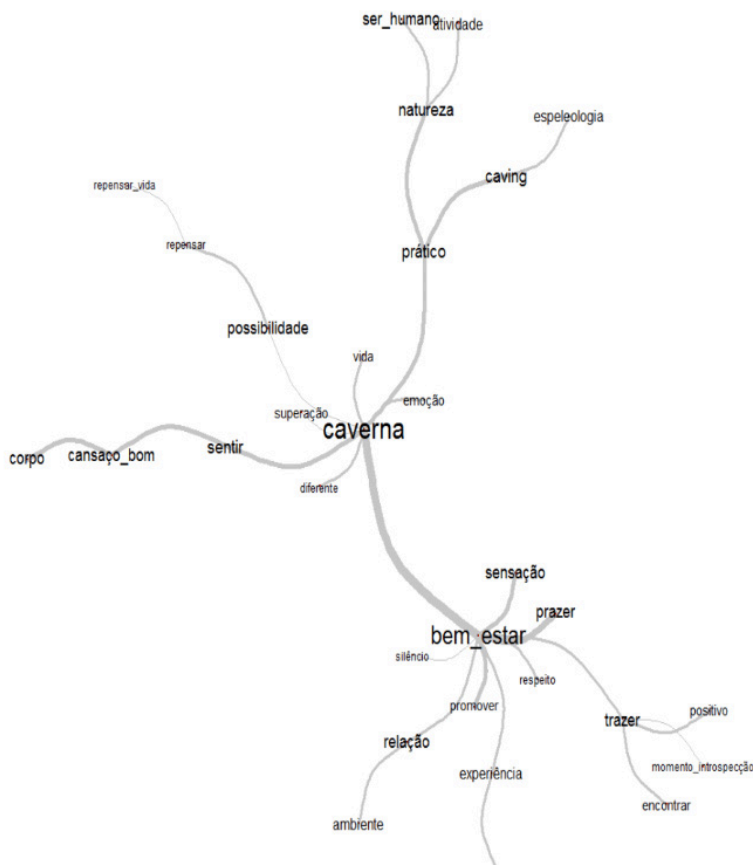 ser_humano
atividade
natureza
espeleologia
caving
repensar_vida
repensar
prático
possibilidade
vida
emoção
superação
caverna
sentir
cansaço_bom
corpo
diferente
sensação
prazer
bem_estar
silêncio
respeito
promover
positivo
trazer
relação
momento_introspecção
experiência
encontrar
ambiente